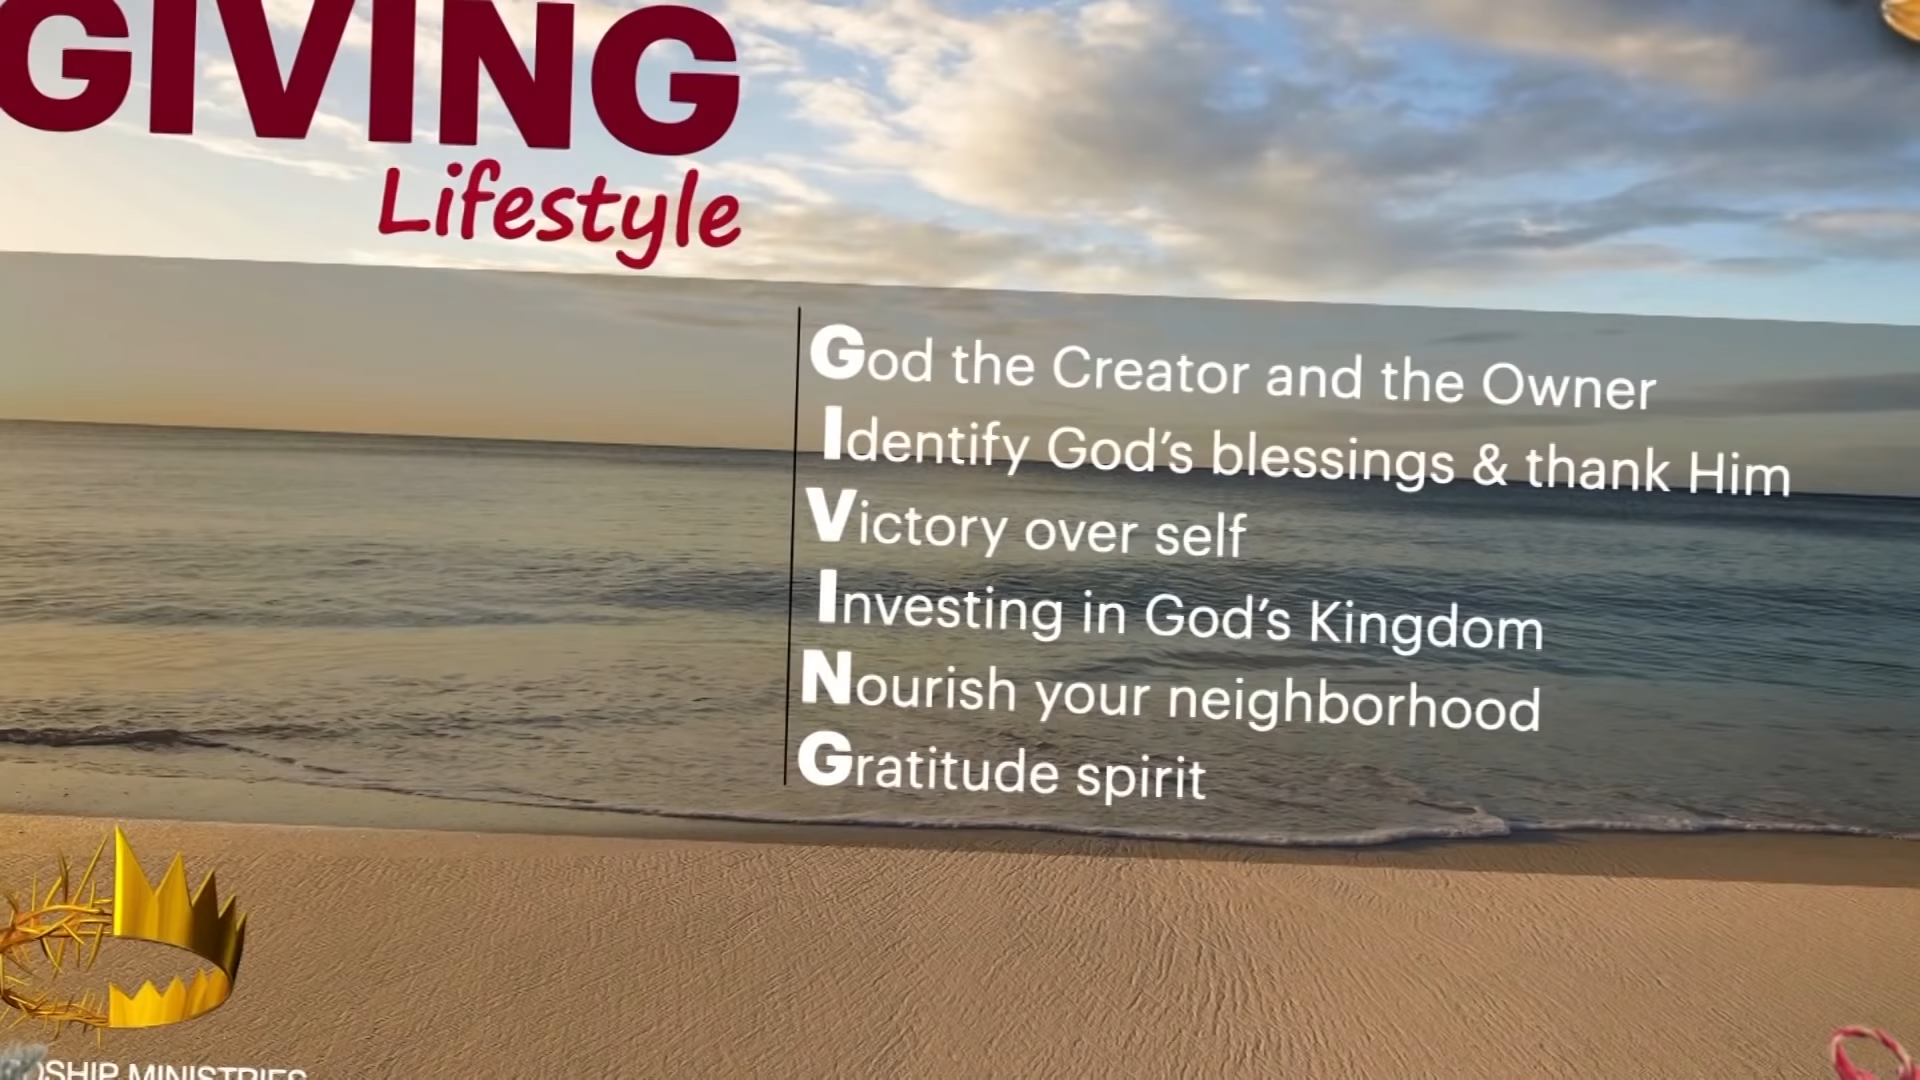 GIVING
Lifestyle
God the Creator and the Owner
Identify God's blessings & thank Him
Victory over self
Investing in God's Kingdom
Nourish your neighborhood
Gratitude spirit
MINISTRIES